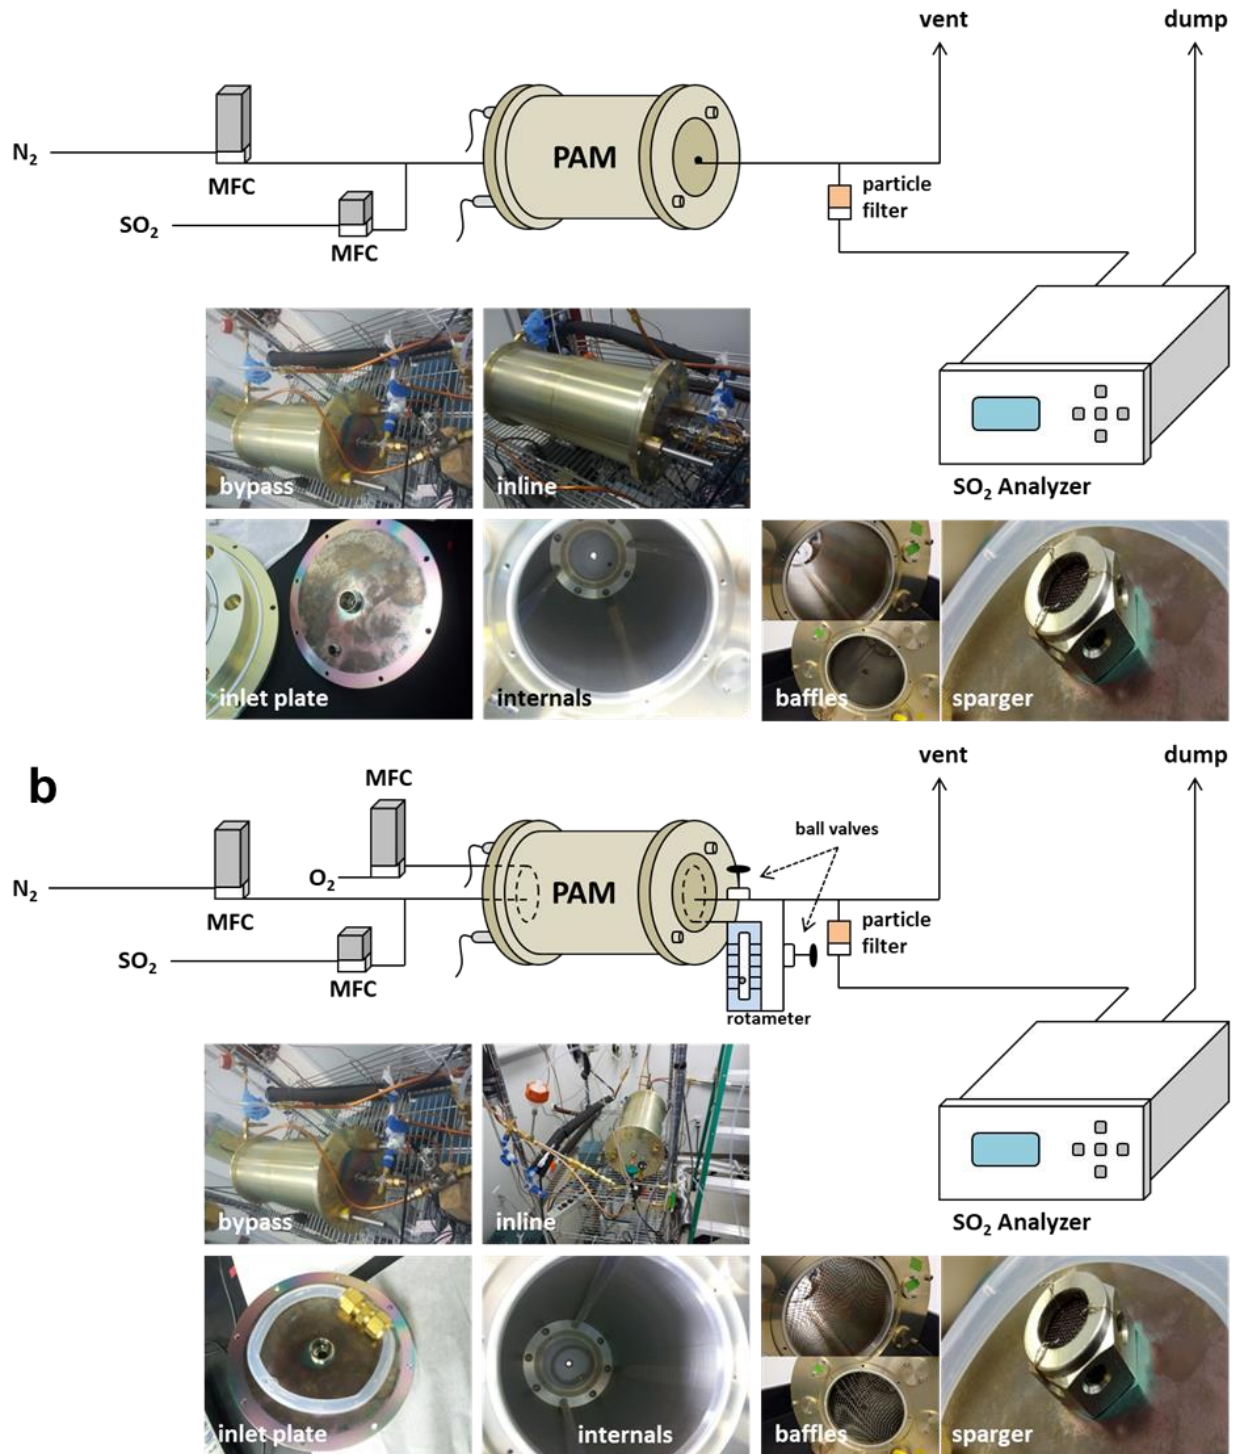 vent
dump
N₂
MFC
PAM
particle
filter
SO₂
MFC
bypass
inline
SO₂ Analyzer
inlet plate
internals
baffles
sparger
b
MFC
vent
dump
ball valves
N₂
O₂
MFC
PAM
particle
filter
SO₂
MFC
rotameter
bypass
inline
SO₂ Analyzer
inlet plate
internals
baffles
sparger